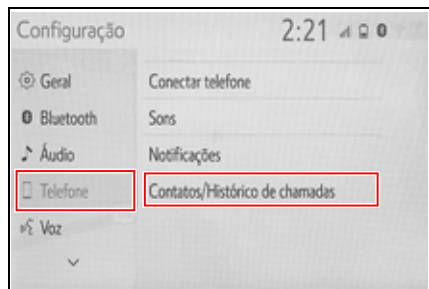 Configuração 2:21
Geral
Conectar telefone
Bluetooth
Sons
Áudio
Notificações
Telefone
Contatos/Histórico de chamadas
Voz